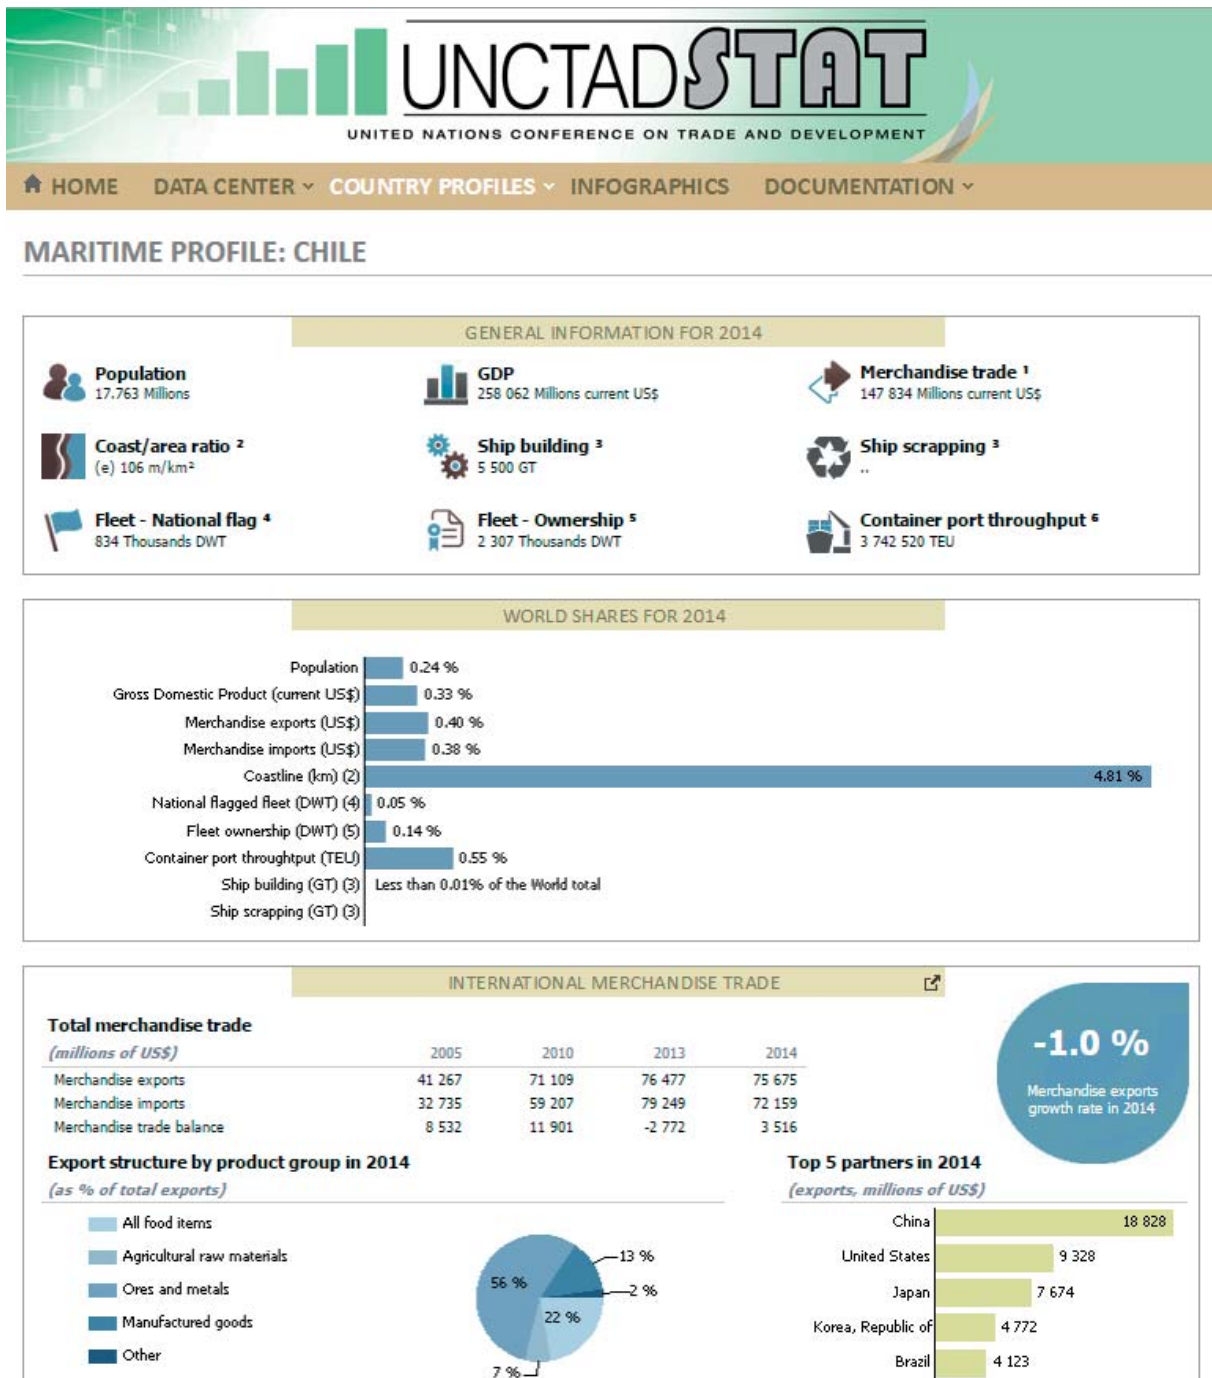 UNCTADSTAT
UNITED NATIONS CONFERENCE ON TRADE AND DEVELOPMENT
HOME DATA CENTER COUNTRY PROFILES INFOGRAPHICS DOCUMENTATION
MARITIME PROFILE: CHILE
GENERAL INFORMATION FOR 2014
Population
17.763 Millions
GDP
258 062 Millions current US$
Merchandise trade ¹
147 834 Millions current US$
Coast/area ratio ²
(e) 106 m/km²
Ship building ³
5 500 GT
Ship scrapping ³
..
Fleet - National flag ⁴
834 Thousands DWT
Fleet - Ownership ⁵
2 307 Thousands DWT
Container port throughput ⁶
3 742 520 TEU
WORLD SHARES FOR 2014
Population 0.24 %
Gross Domestic Product (current US$) 0.33 %
Merchandise exports (US$) 0.40 %
Merchandise imports (US$) 0.38 %
Coastline (km) (2) 4.81 %
National flagged fleet (DWT) (4) 0.05 %
Fleet ownership (DWT) (5) 0.14 %
Container port throughtput (TEU) 0.55 %
Ship building (GT) (3) Less than 0.01% of the World total
Ship scrapping (GT) (3)
INTERNATIONAL MERCHANDISE TRADE
Total merchandise trade
(millions of US$) 2005 2010 2013 2014
Merchandise exports 41 267 71 109 76 477 75 675
Merchandise imports 32 735 59 207 79 249 72 159
Merchandise trade balance 8 532 11 901 -2 772 3 516
-1.0 %
Merchandise exports
growth rate in 2014
Export structure by product group in 2014
(as % of total exports)
All food items
Agricultural raw materials
Ores and metals
Manufactured goods
Other
56 %
13 %
2 %
22 %
7 %
Top 5 partners in 2014
(exports, millions of US$)
China 18 828
United States 9 328
Japan 7 674
Korea, Republic of 4 772
Brazil 4 123